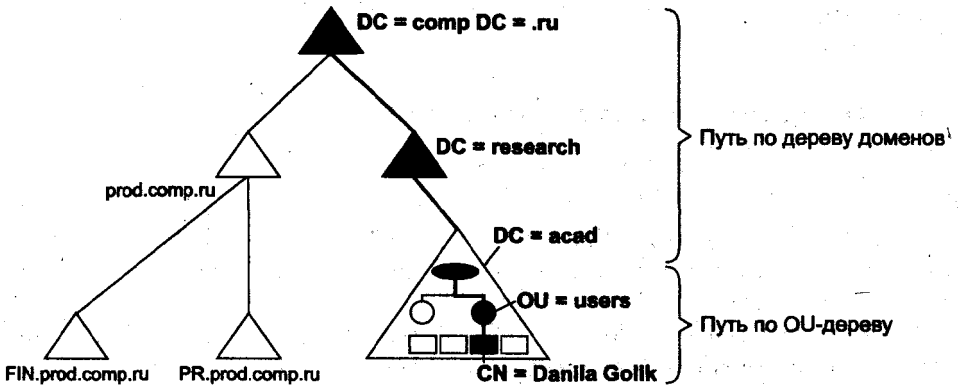 DC = comp DC = .ru
DC = research
Путь по дереву доменов
prod.comp.ru
DC = acad
OU = users
Путь по OU-дереву
FIN.prod.comp.ru
PR.prod.comp.ru
CN = Danila Golik